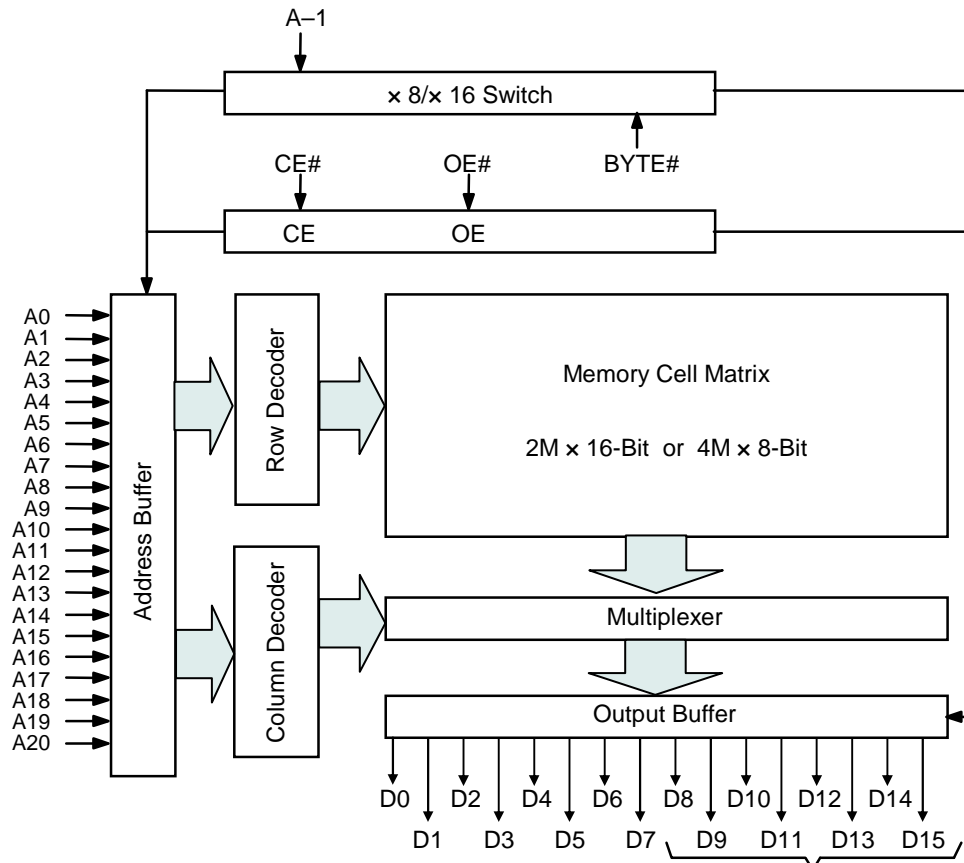 A–1
× 8/× 16 Switch
CE#
OE#
BYTE#
CE
OE
A0
A1
A2
A3
A4
A5
A6
A7
A8
A9
A10
A11
A12
A13
A14
A15
A16
A17
A18
A19
A20
Address Buffer
Row Decoder
Column Decoder
Memory Cell Matrix
2M × 16-Bit or 4M × 8-Bit
Multiplexer
Output Buffer
D0 D2 D4 D6 D8 D10 D12 D14
D1 D3 D5 D7 D9 D11 D13 D15